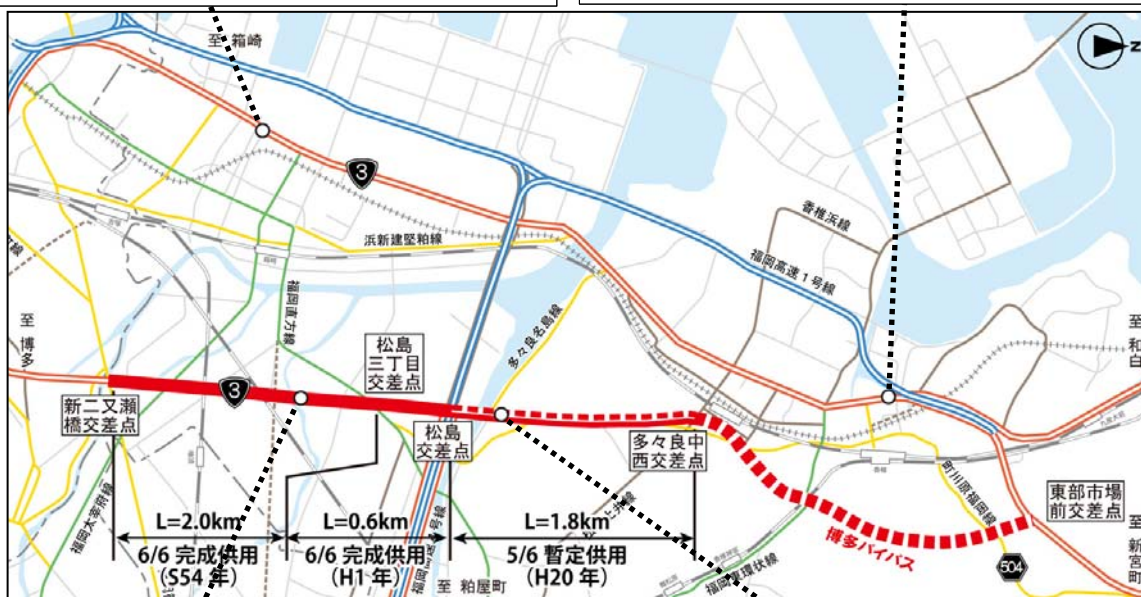 至 箱崎
N
3
香椎浜線
福岡高速1号線
浜新建堅粕線
福岡直方線
多々良名島線
至 博多
至 和白
松島
三丁目
交差点
3
新二又瀬
橋交差点
松島
交差点
多々良中
西交差点
東部市場
前交差点
町川原福岡線
博多バイパス
至 新宮町
504
福岡太宰府線
L=2.0km
6/6 完成供用
(S54 年)
L=0.6km
6/6 完成供用
(H1 年)
L=1.8km
5/6 暫定供用
(H20 年)
至 粕屋町